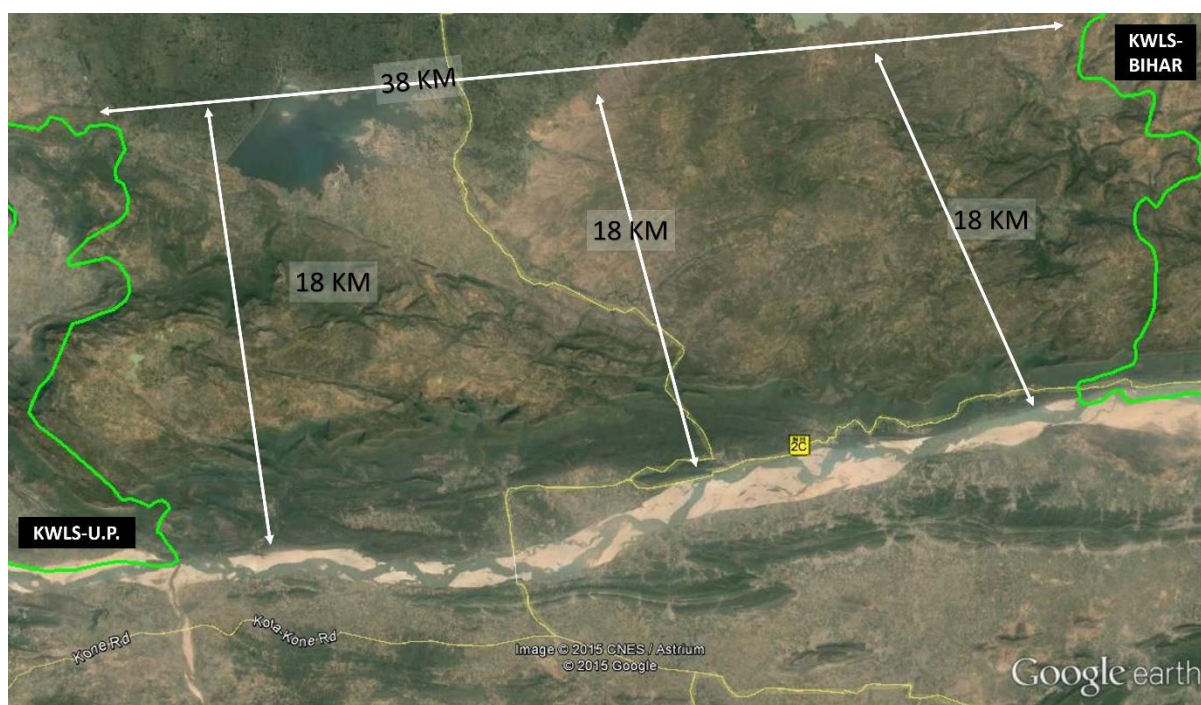 KWLS-
BIHAR
38 KM
18 KM
18 KM
18 KM
2C
KWLS-U.P.
Kone Rd
Kota-Kone Rd
Image © 2015 CNES / Astrium
© 2015 Google
Google earth